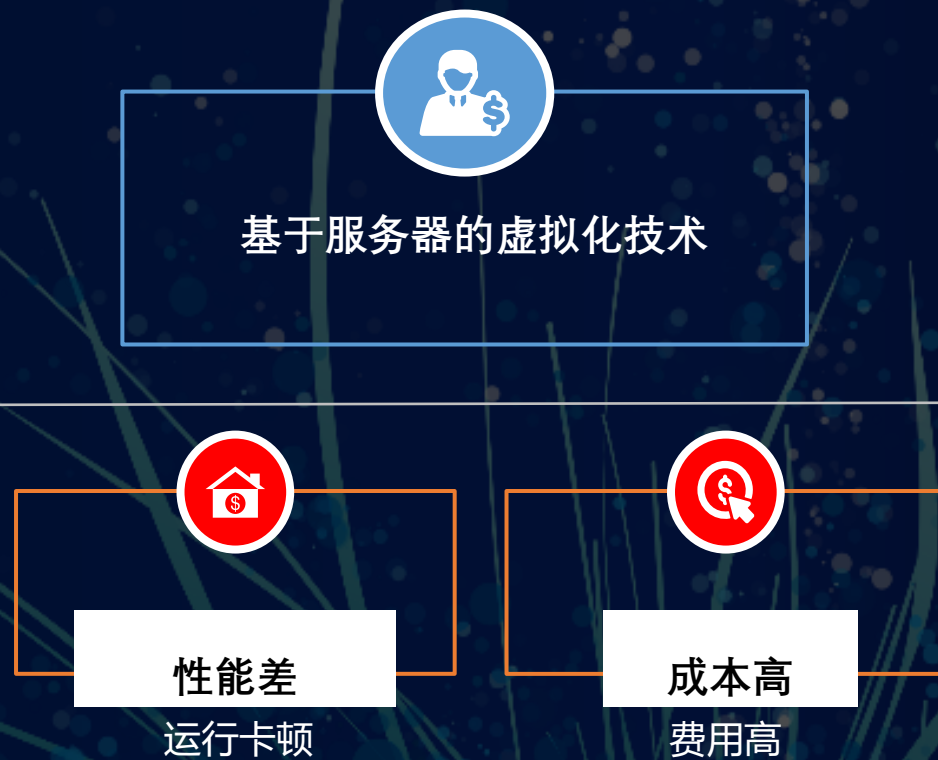 基于服务器的虚拟化技术
性能差
运行卡顿
成本高
费用高